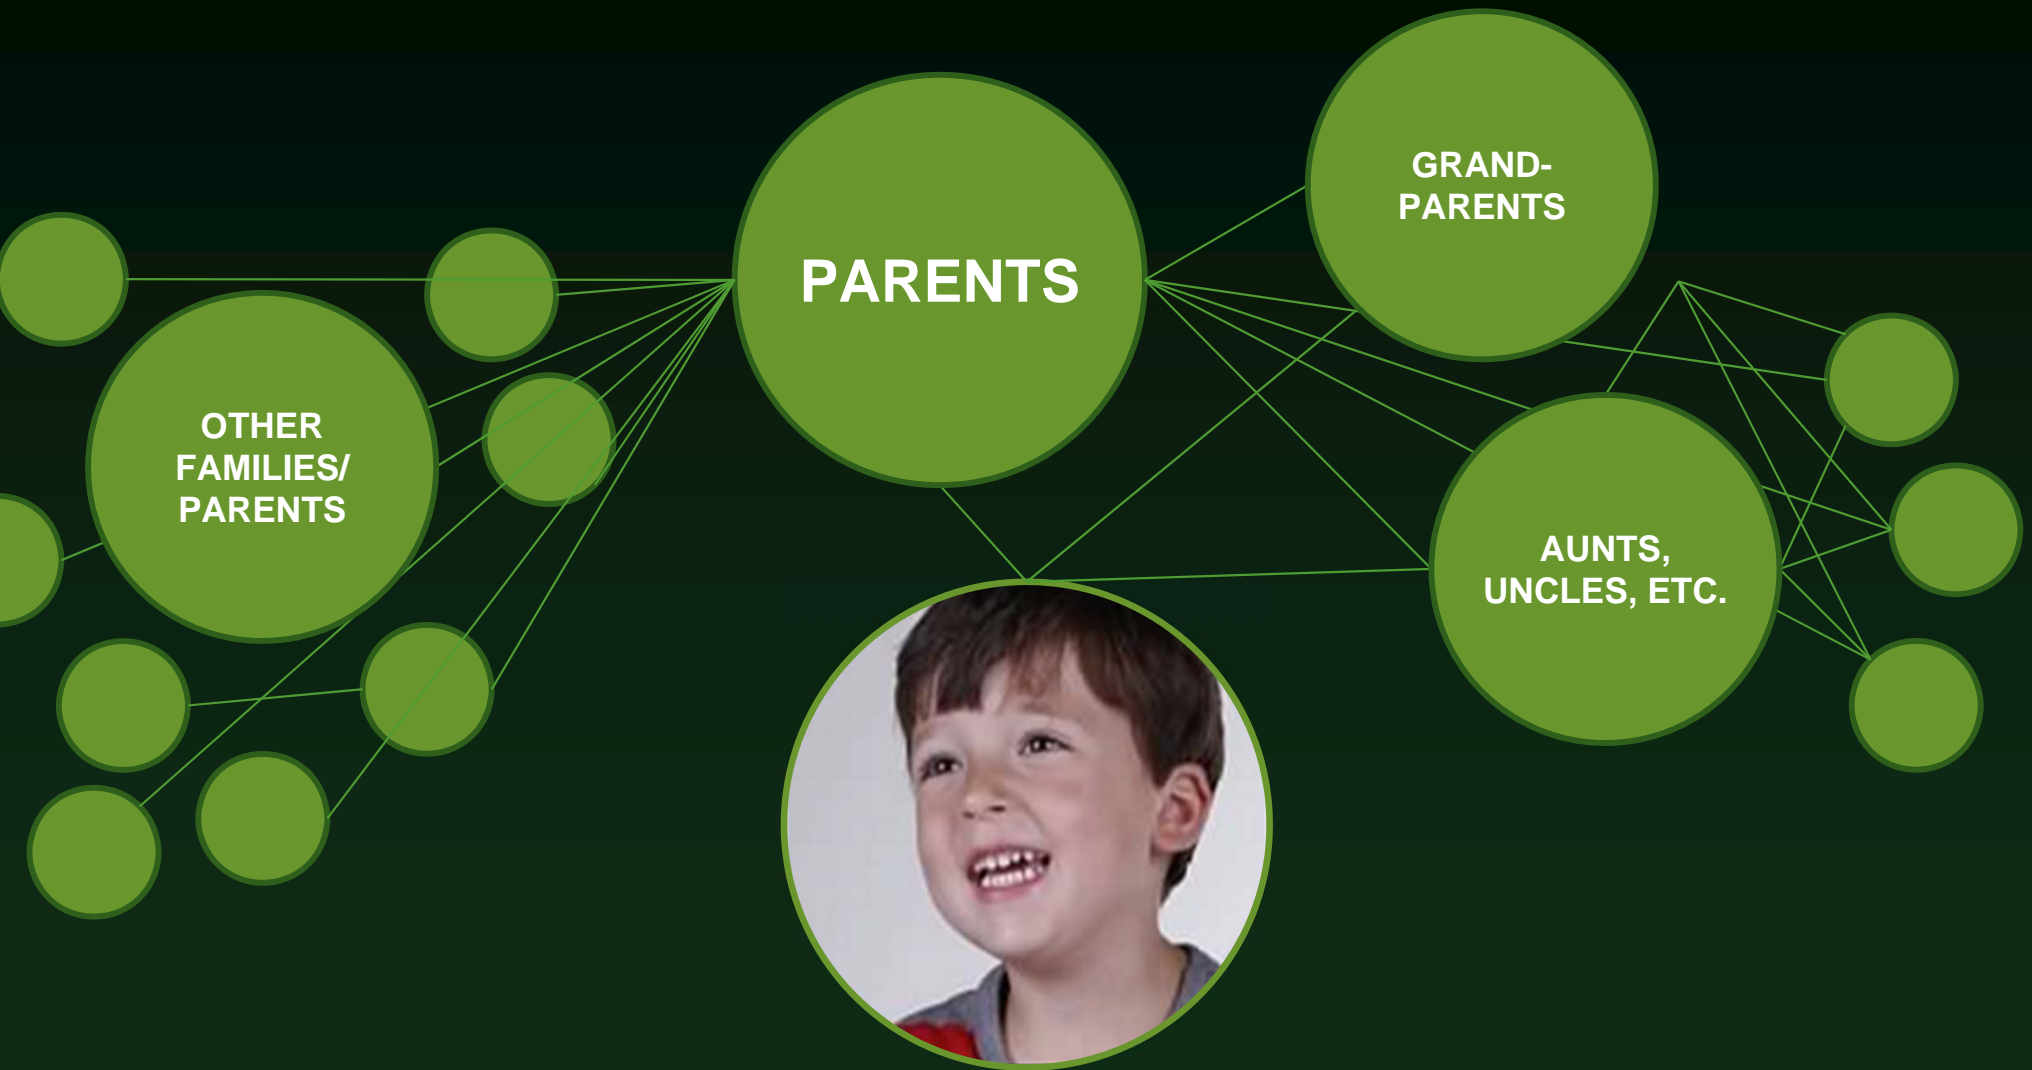 GRAND-
PARENTS
PARENTS
OTHER
FAMILIES/
PARENTS
AUNTS,
UNCLES, ETC.